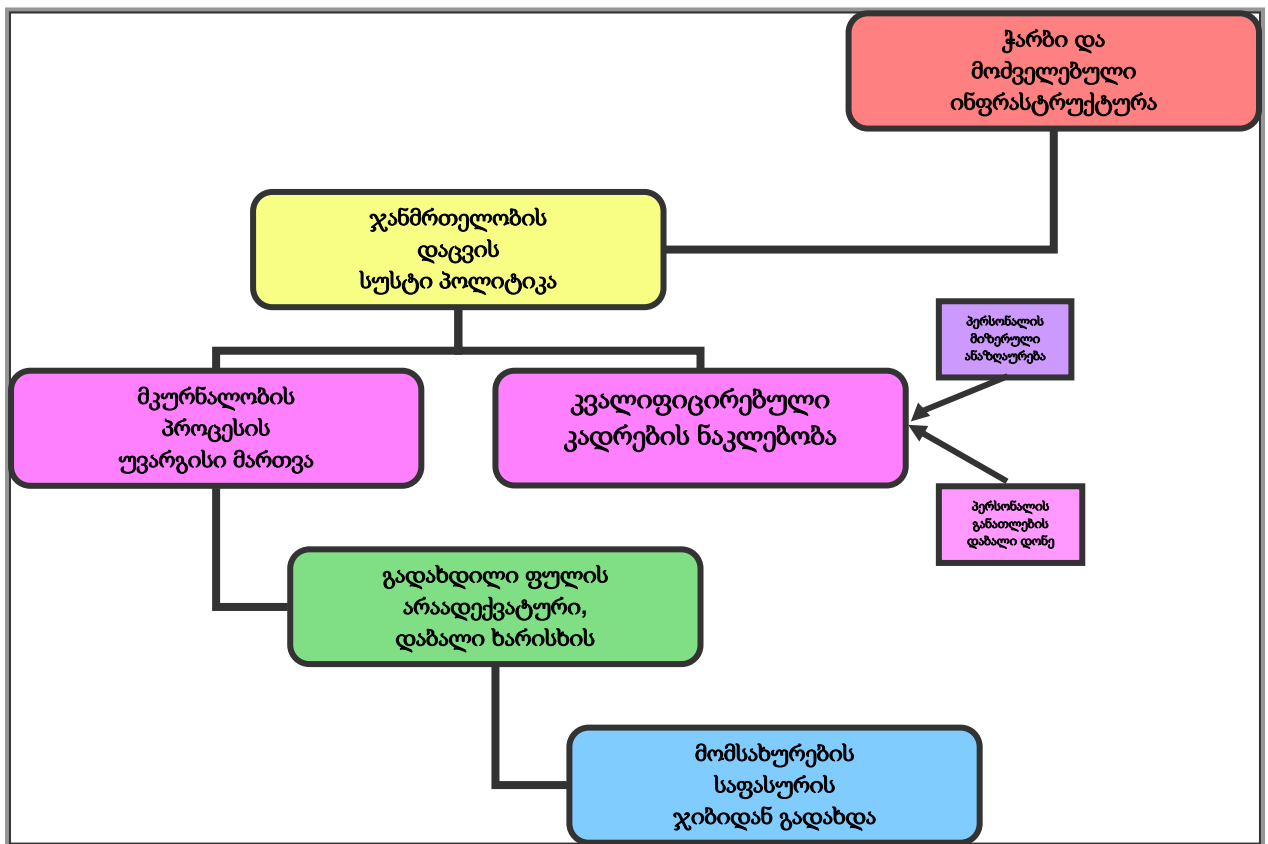 ჭარბი და
მოძველებული
ინფრასტრუქტურა
ჯანმრთელობის
დაცვის
სუსტი პოლიტიკა
პერსონალის
მიზერული
ანაზღაურება
მკურნალობის
პროცესის
უვარგისი მართვა
კვალიფიცირებული
კადრების ნაკლებობა
პერსონალის
განათლების
დაბალი დონე
გადახდილი ფულის
არაადექვატური,
დაბალი ხარისხის
მომსახურების
საფასურის
ჯიბიდან გადახდა